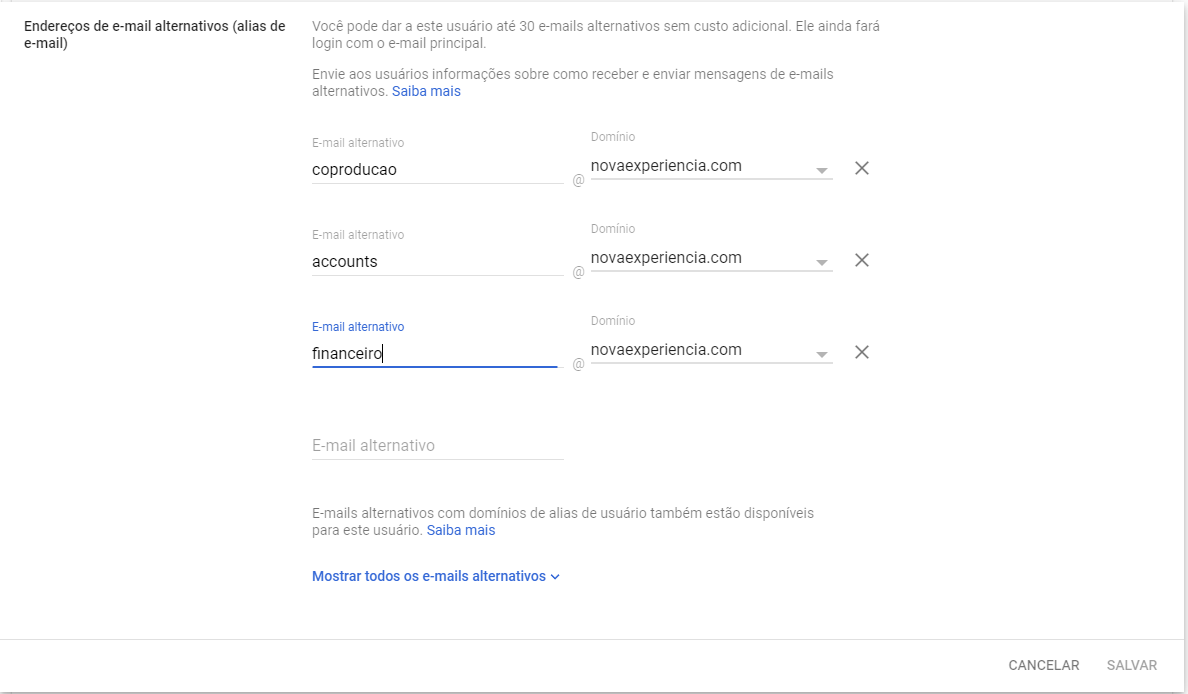 Endereços de e-mail alternativos (alias de
e-mail)
Você pode dar a este usuário até 30 e-mails alternativos sem custo adicional. Ele ainda fará
login com o e-mail principal.
Envie aos usuários informações sobre como receber e enviar mensagens de e-mails
alternativos. Saiba mais
E-mail alternativo
Domínio
coproducao
@
novaexperiencia.com
E-mail alternativo
Domínio
accounts
@
novaexperiencia.com
E-mail alternativo
Domínio
financeiro
@
novaexperiencia.com
E-mail alternativo
E-mails alternativos com domínios de alias de usuário também estão disponíveis
para este usuário. Saiba mais
Mostrar todos os e-mails alternativos
CANCELAR SALVAR